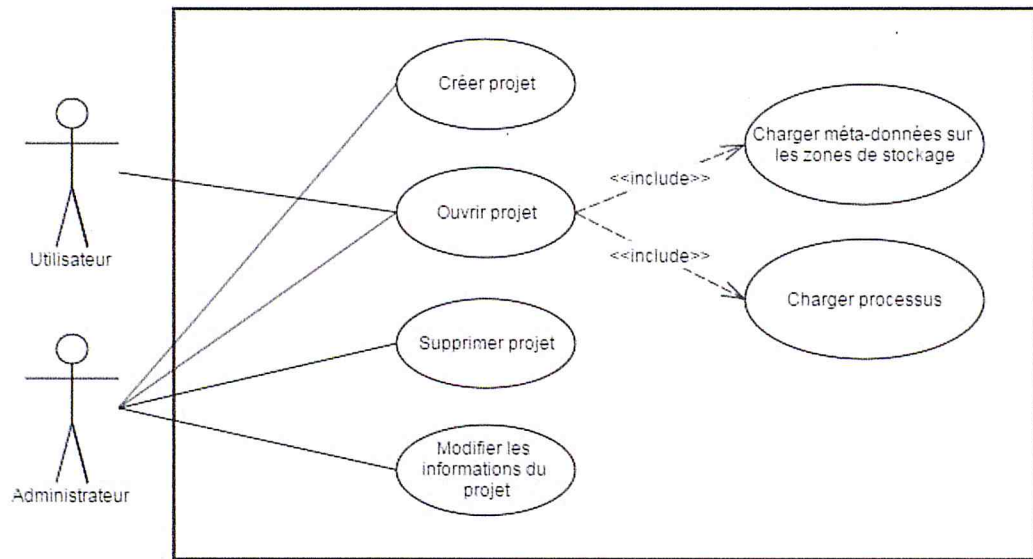 Créer projet
Charger méta-données sur
les zones de stockage
<<include>>
Ouvrir projet
Utilisateur
<<include>>
Charger processus
Supprimer projet
Modifier les
informations du
projet
Administrateur